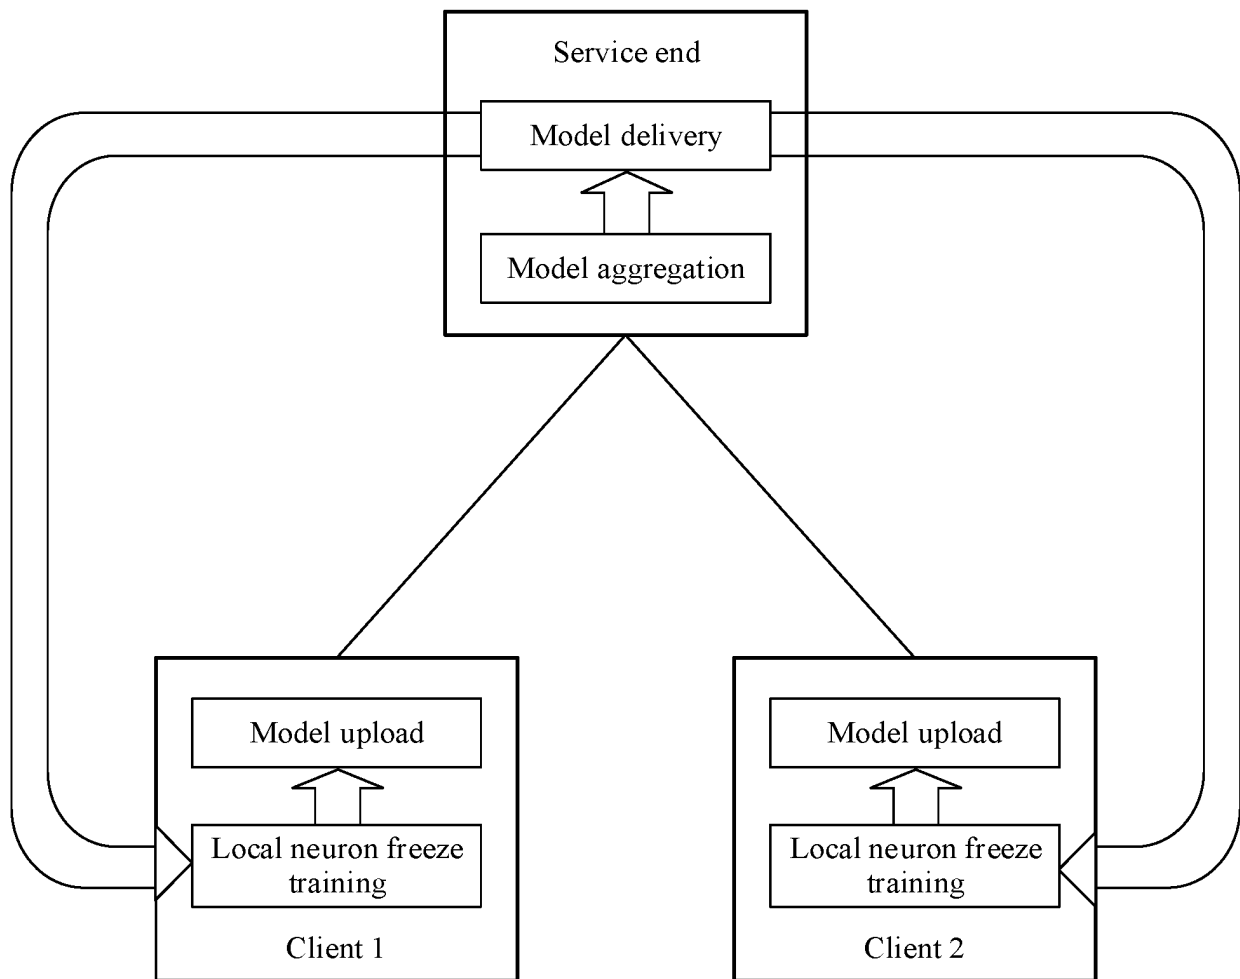 Service end
Model delivery
Model aggregation
Model upload
Local neuron freeze
training
Client 1
Model upload
Local neuron freeze
training
Client 2